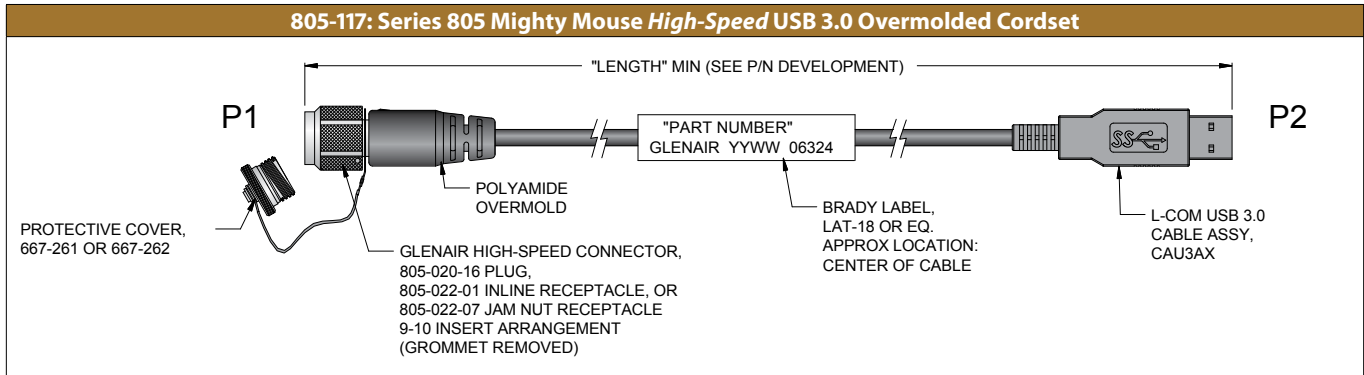 805-117: Series 805 Mighty Mouse High-Speed USB 3.0 Overmolded Cordset
"LENGTH" MIN (SEE P/N DEVELOPMENT)
P1
P2
"PART NUMBER"
GLENAIR YYWW 06324
SS
POLYAMIDE
OVERMOLD
PROTECTIVE COVER,
667-261 OR 667-262
GLENAIR HIGH-SPEED CONNECTOR,
805-020-16 PLUG,
805-022-01 INLINE RECEPTACLE, OR
805-022-07 JAM NUT RECEPTACLE
9-10 INSERT ARRANGEMENT
(GROMMET REMOVED)
BRADY LABEL,
LAT-18 OR EQ.
APPROX LOCATION:
CENTER OF CABLE
L-COM USB 3.0
CABLE ASSY,
CAU3AX